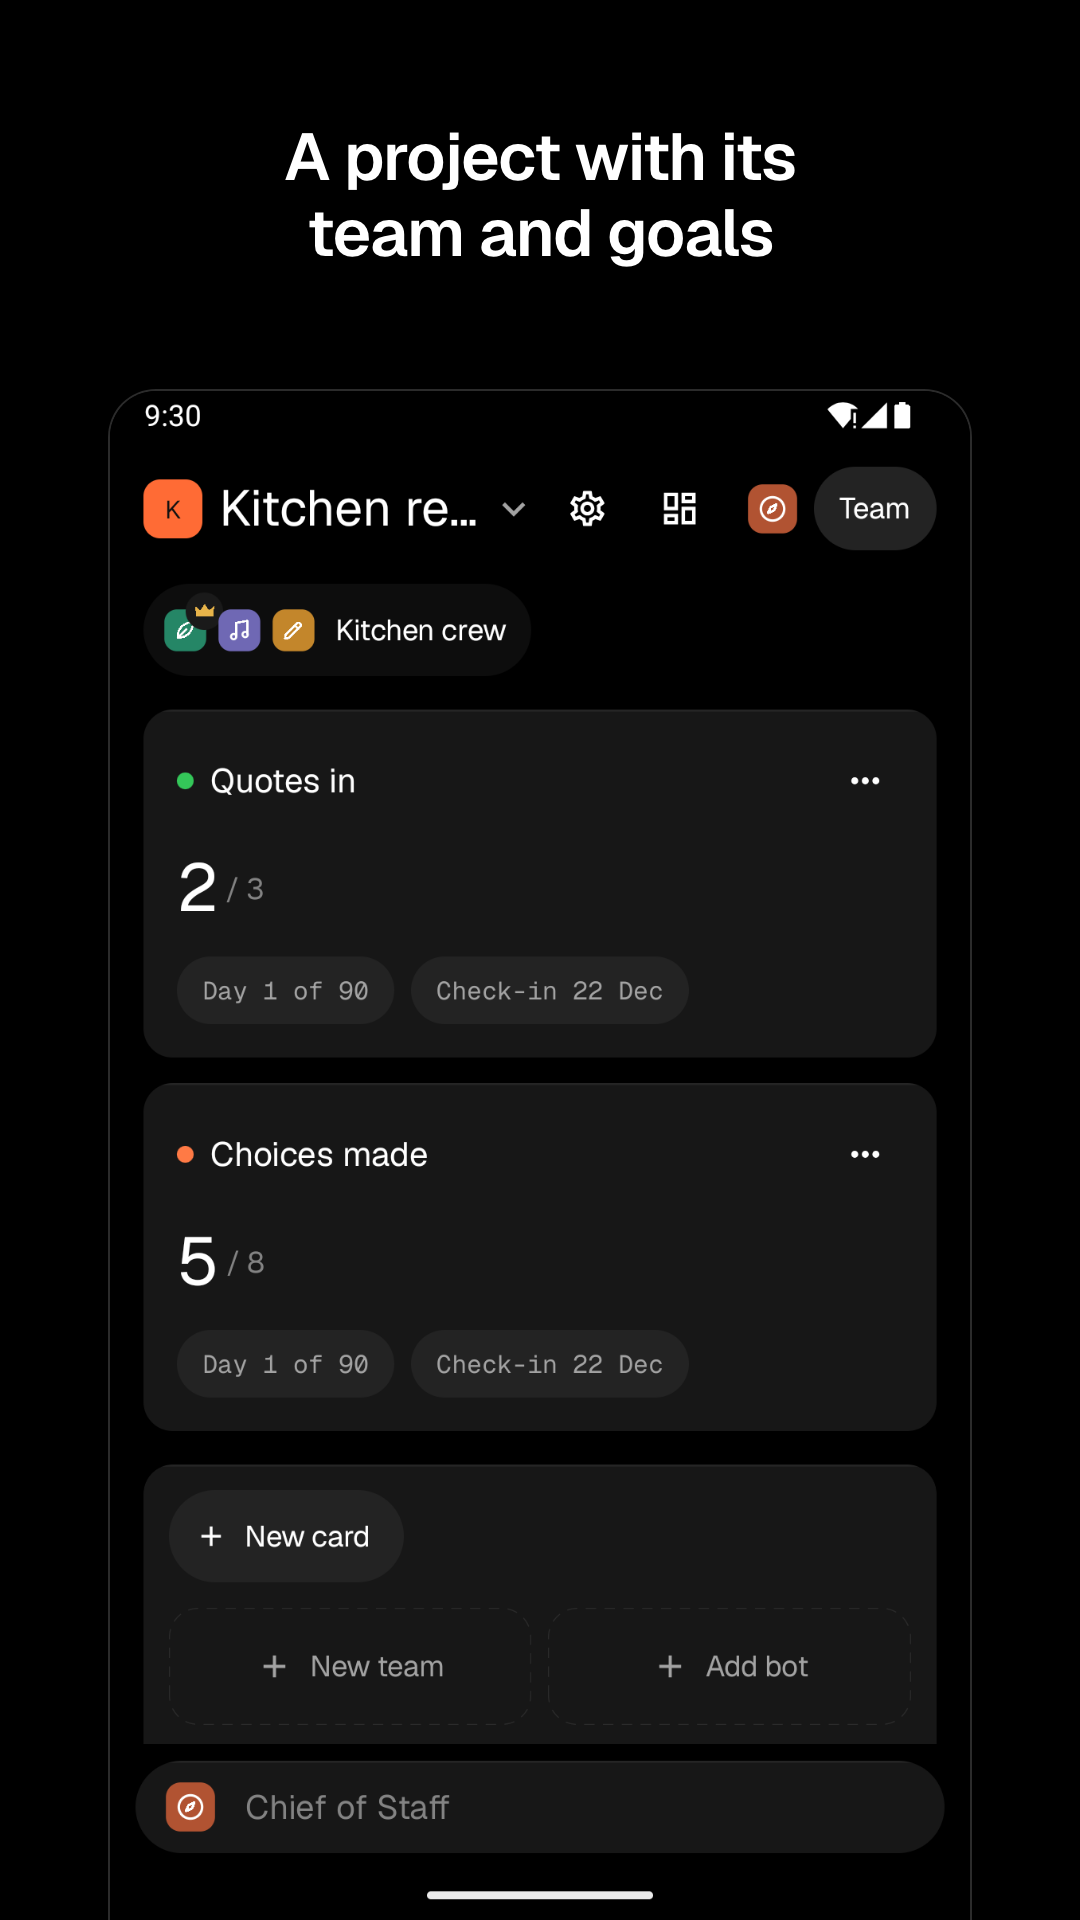 A project with its
team and goals
9:30
K
Kitchen re...
Team
Kitchen crew
Quotes in
2 / 3
Day 1 of 90
Check-in 22 Dec
Choices made
5 / 8
Day 1 of 90
Check-in 22 Dec
+ New card
+ New team
+ Add bot
Chief of Staff